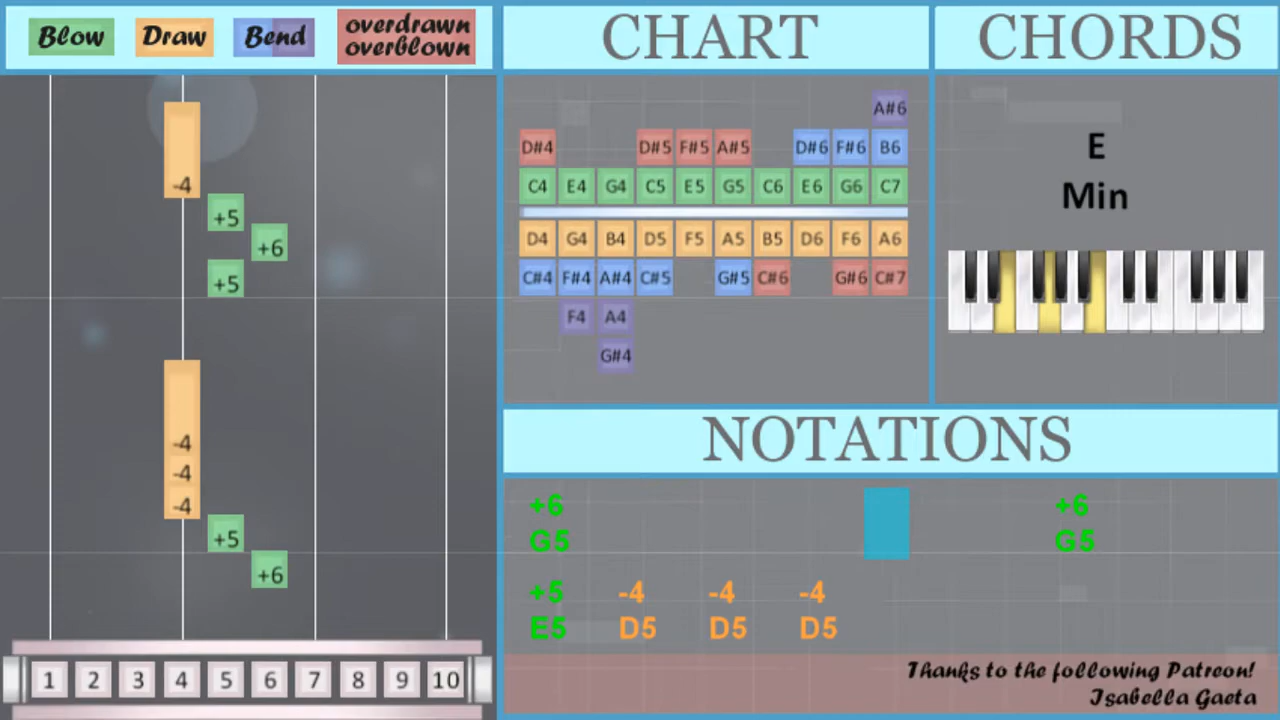 Blow Draw Bend overdrawn
overblown
CHART
CHORDS
-4
+5
+6
+5
-4
-4
-4
+5
+6
1 2 3 4 5 6 7 8 9 10
A#6
D#4 D#5 F#5 A#5 D#6 F#6 B6
C4 E4 G4 C5 E5 G5 C6 E6 G6 C7
D4 G4 B4 D5 F5 A5 B5 D6 F6 A6
C#4 F#4 A#4 C#5 G#5 C#6 G#6 C#7
F4 A4
G#4
E
Min
NOTATIONS
+6 +6
G5 G5
+5 -4 -4 -4
E5 D5 D5 D5
Thanks to the following Patreon!
Isabella Gaeta